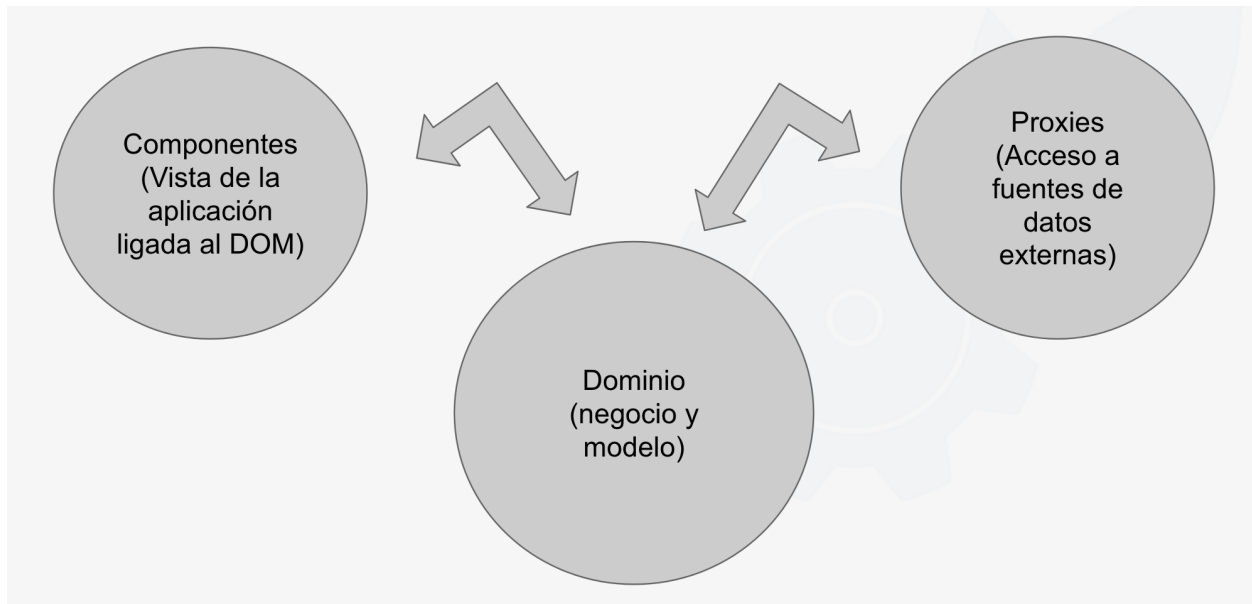 Componentes
(Vista de la
aplicación
ligada al DOM)
Proxies
(Acceso a
fuentes de
datos
externas)
Dominio
(negocio y
modelo)